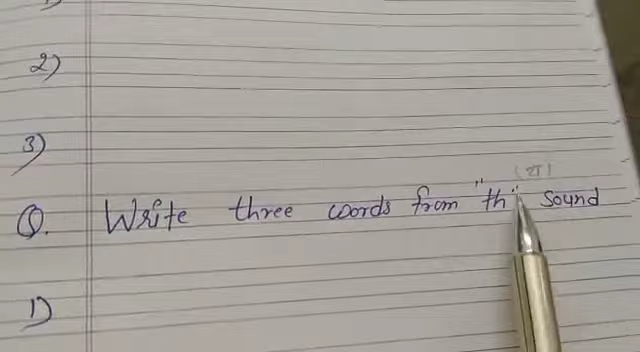 2)
3)
Q. Write three words from "th" sound
1)